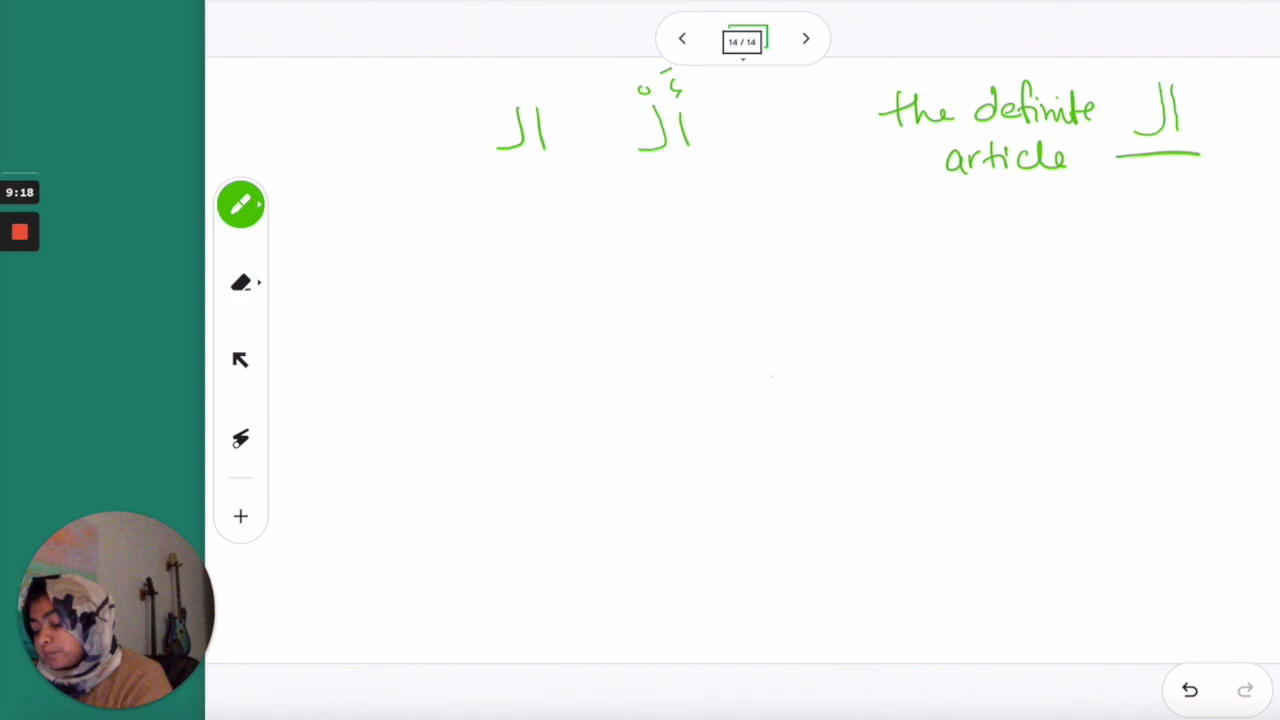 14 / 14
ال أَلْ the definite ال
article
9:18